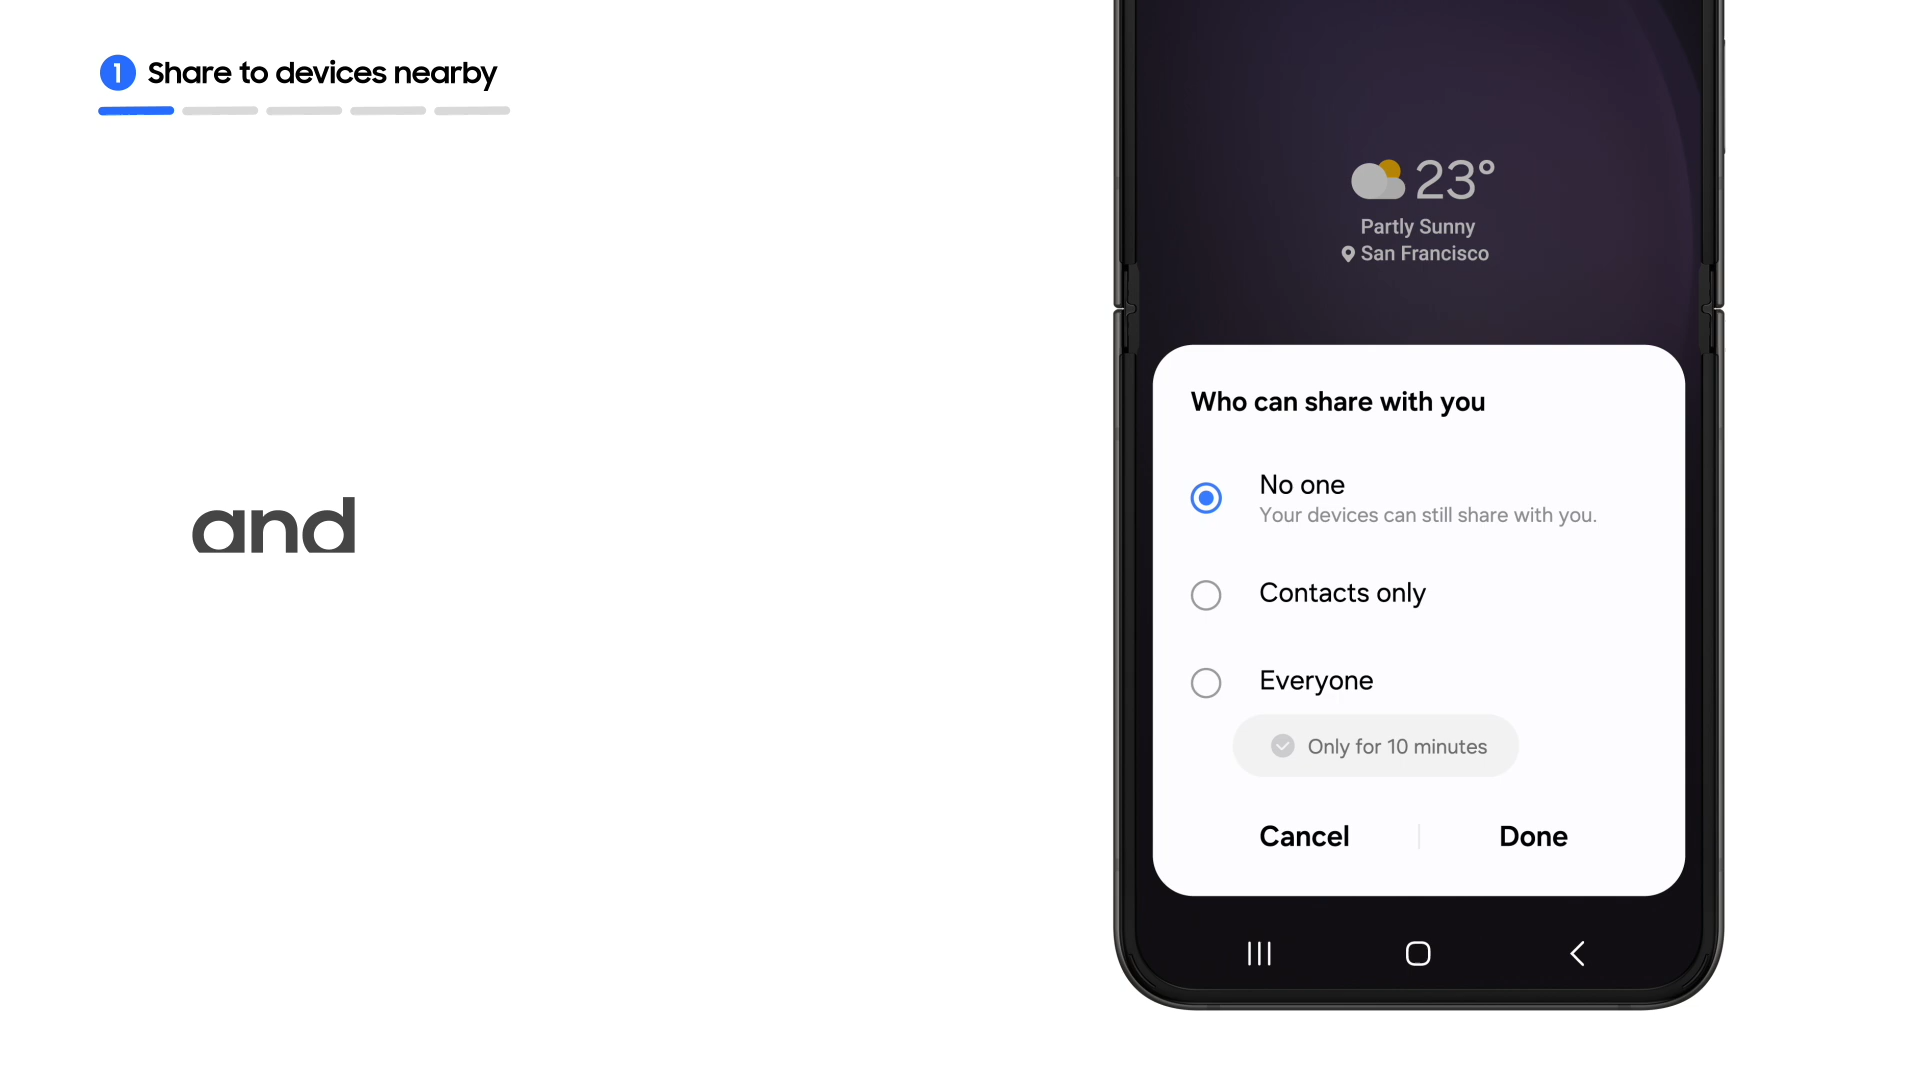 1 Share to devices nearby
and
23°
Partly Sunny
San Francisco
Who can share with you
No one
Your devices can still share with you.
Contacts only
Everyone
Only for 10 minutes
Cancel
Done